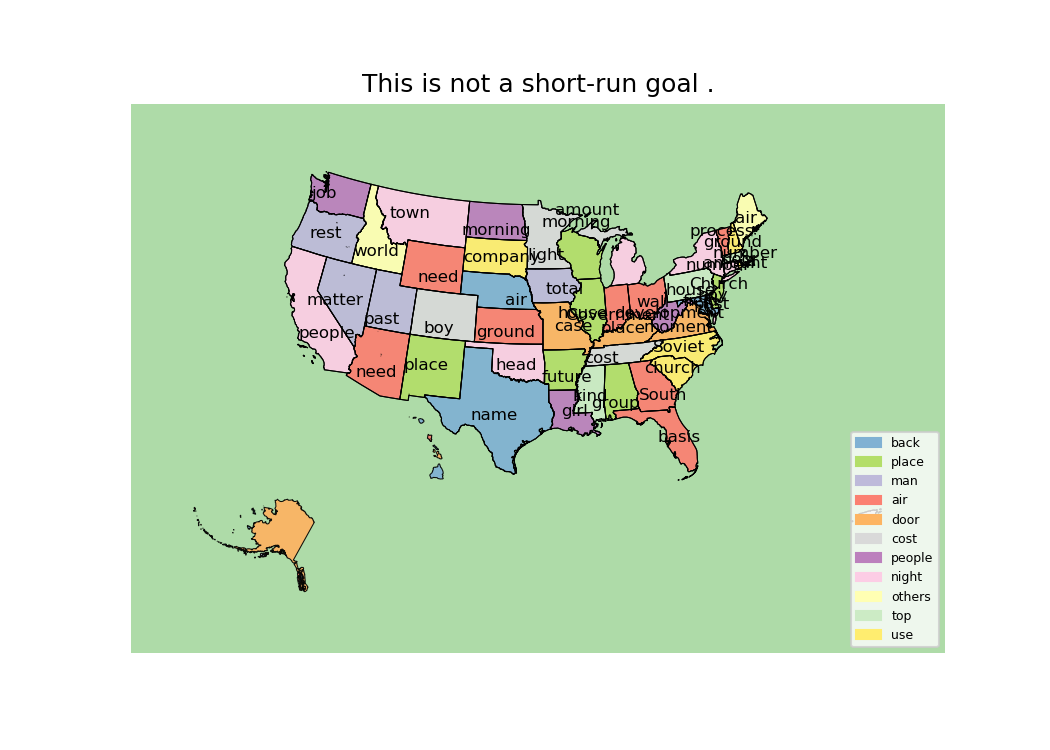 This is not a short-run goal .
job
town
rest
morning
world
company
light
amount
morning
air
process
ground
number
number
need
total
air
matter
past
boy
people
ground
house
case
Government
place
wall
development
house
Church
moment
Soviet
cost
church
need
place
head
future
kind
group
South
girl
name
basis
back
place
man
air
door
cost
people
night
others
top
use